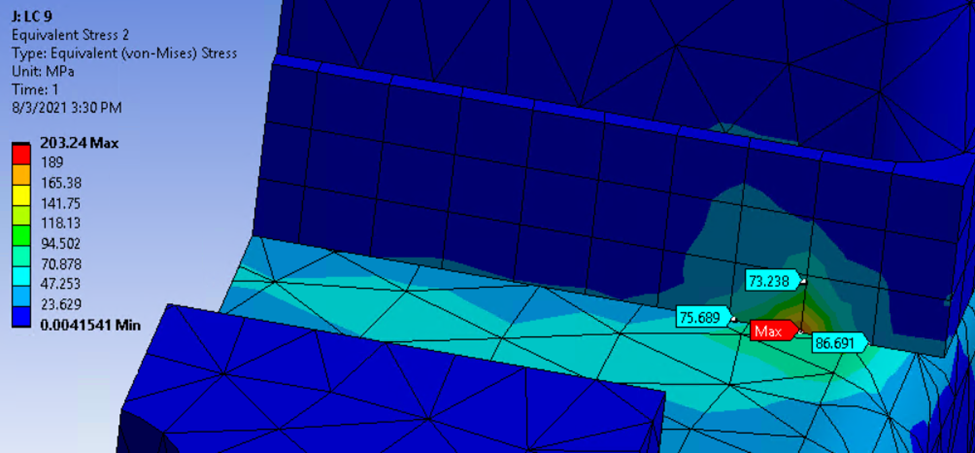 J: LC 9
Equivalent Stress 2
Type: Equivalent (von-Mises) Stress
Unit: MPa
Time: 1
8/3/2021 3:30 PM
203.24 Max
189
165.38
141.75
118.13
94.502
70.878
47.253
23.629
0.0041541 Min
73.238
75.689
Max
86.691